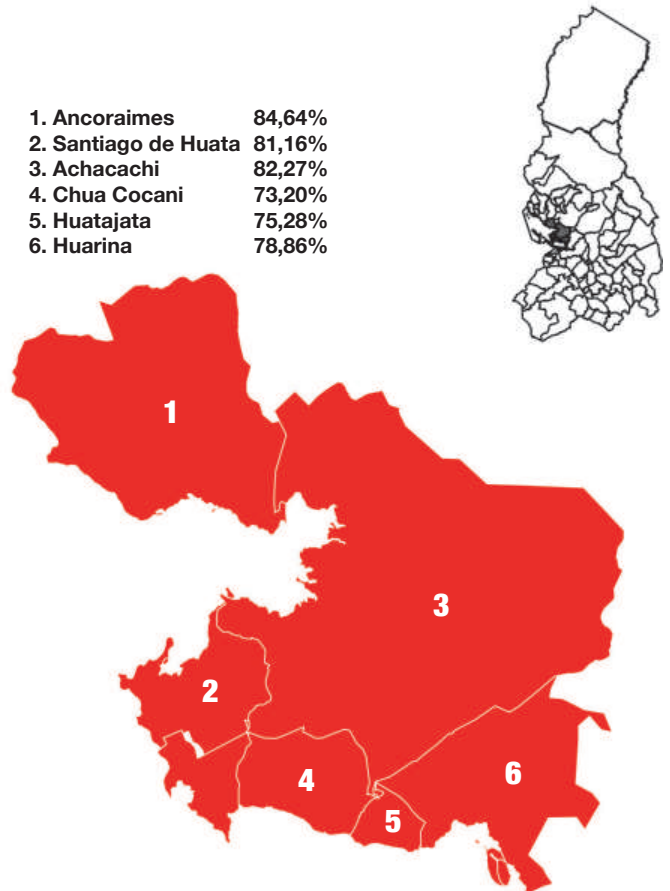 1. Ancoraimes 84,64%
2. Santiago de Huata 81,16%
3. Achacachi 82,27%
4. Chua Cocani 73,20%
5. Huatajata 75,28%
6. Huarina 78,86%
1
3
2
4
6
5